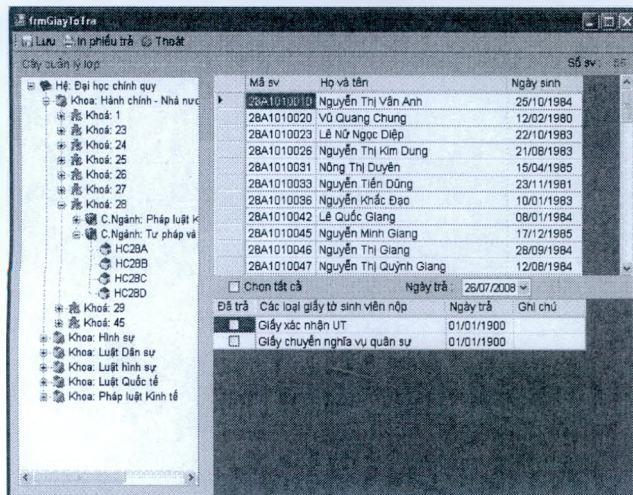 frmGiayToTra
Lưu In phiếu trả Thoát
Cây quản lý lớp
Số sv : 55
Hệ: Đại học chính quy
Khoa: Hành chính - Nhà nướ
Khoá: 1
Khoá: 23
Khoá: 24
Khoá: 25
Khoá: 26
Khoá: 27
Khoá: 28
C.Ngành: Pháp luật K
C.Ngành: Tư pháp và
HC28A
HC28B
HC28C
HC28D
Khoá: 29
Khoá: 45
Khoa: Hình sự
Khoa: Luật Dân sự
Khoa: Luật hình sự
Khoa: Luật Quốc tế
Khoa: Pháp luật Kinh tế
Mã sv Họ và tên Ngày sinh
28A1010010 Nguyễn Thị Vân Anh 25/10/1984
28A1010020 Vũ Quang Chung 12/02/1980
28A1010023 Lê Nữ Ngọc Diệp 22/10/1983
28A1010026 Nguyễn Thị Kim Dung 21/08/1983
28A1010031 Nông Thị Duyên 15/04/1985
28A1010033 Nguyễn Tiến Dũng 23/11/1981
28A1010036 Nguyễn Khắc Đạo 10/01/1983
28A1010042 Lê Quốc Giang 08/01/1984
28A1010045 Nguyễn Minh Giang 17/12/1985
28A1010046 Nguyễn Thị Giang 28/09/1984
28A1010047 Nguyễn Thị Quỳnh Giang 12/08/1984
Chọn tất cả Ngày trả : 26/07/2008
Đã trả Các loại giấy tờ sinh viên nộp Ngày trả Ghi chú
Giấy xác nhận UT 01/01/1900
Giấy chuyển nghĩa vụ quân sự 01/01/1900